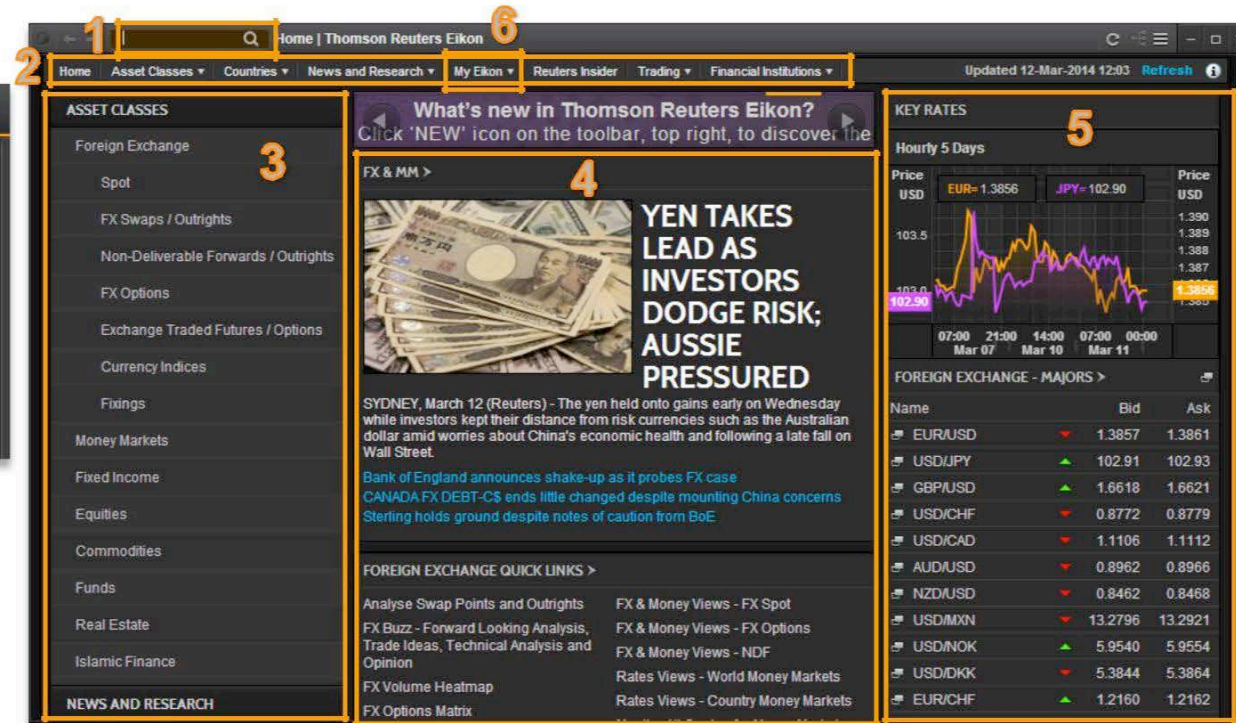 1
6
Home | Thomson Reuters Eikon
2
Home Asset Classes Countries News and Research My Eikon Reuters Insider Trading Financial Institutions
Updated 12-Mar-2014 12:03 Refresh
ASSET CLASSES
Foreign Exchange
3
Spot
FX Swaps / Outrights
Non-Deliverable Forwards / Outrights
FX Options
Exchange Traded Futures / Options
Currency Indices
Fixings
Money Markets
Fixed Income
Equities
Commodities
Funds
Real Estate
Islamic Finance
NEWS AND RESEARCH
What's new in Thomson Reuters Eikon?
Click 'NEW' icon on the toolbar, top right, to discover the
FX & MM >
4
YEN TAKES
LEAD AS
INVESTORS
DODGE RISK;
AUSSIE
PRESSURED
SYDNEY, March 12 (Reuters) - The yen held onto gains early on Wednesday
while investors kept their distance from risk currencies such as the Australian
dollar amid worries about China's economic health and following a late fall on
Wall Street.
Bank of England announces shake-up as it probes FX case
CANADA FX DEBT-C$ ends little changed despite mounting China concerns
Sterling holds ground despite notes of caution from BoE
FOREIGN EXCHANGE QUICK LINKS >
Analyse Swap Points and Outrights
FX Buzz - Forward Looking Analysis,
Trade Ideas, Technical Analysis and
Opinion
FX Volume Heatmap
FX Options Matrix
FX & Money Views - FX Spot
FX & Money Views - FX Options
FX & Money Views - NDF
Rates Views - World Money Markets
Rates Views - Country Money Markets
KEY RATES
5
Hourly 5 Days
Price
USD
EUR= 1.3856
JPY= 102.90
Price
USD
103.5
103.0
102.90
1.390
1.389
1.388
1.387
1.3856
1.385
07:00 21:00 14:00 07:00 00:00
Mar 07 Mar 10 Mar 11
FOREIGN EXCHANGE - MAJORS >
Name Bid Ask
EUR/USD 1.3857 1.3861
USD/JPY 102.91 102.93
GBP/USD 1.6618 1.6621
USD/CHF 0.8772 0.8779
USD/CAD 1.1106 1.1112
AUD/USD 0.8962 0.8966
NZD/USD 0.8462 0.8468
USD/MXN 13.2796 13.2921
USD/NOK 5.9540 5.9554
USD/DKK 5.3844 5.3864
EUR/CHF 1.2160 1.2162